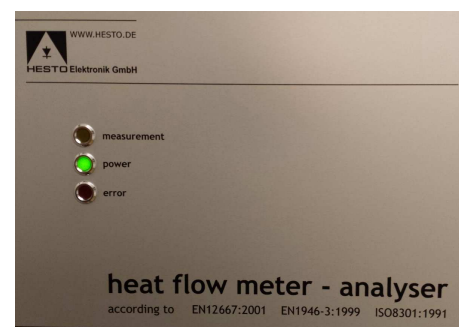 WWW.HESTO.DE
HESTO Elektronik GmbH
measurement
power
error
heat flow meter - analyser
according to EN12667:2001 EN1946-3:1999 ISO8301:1991